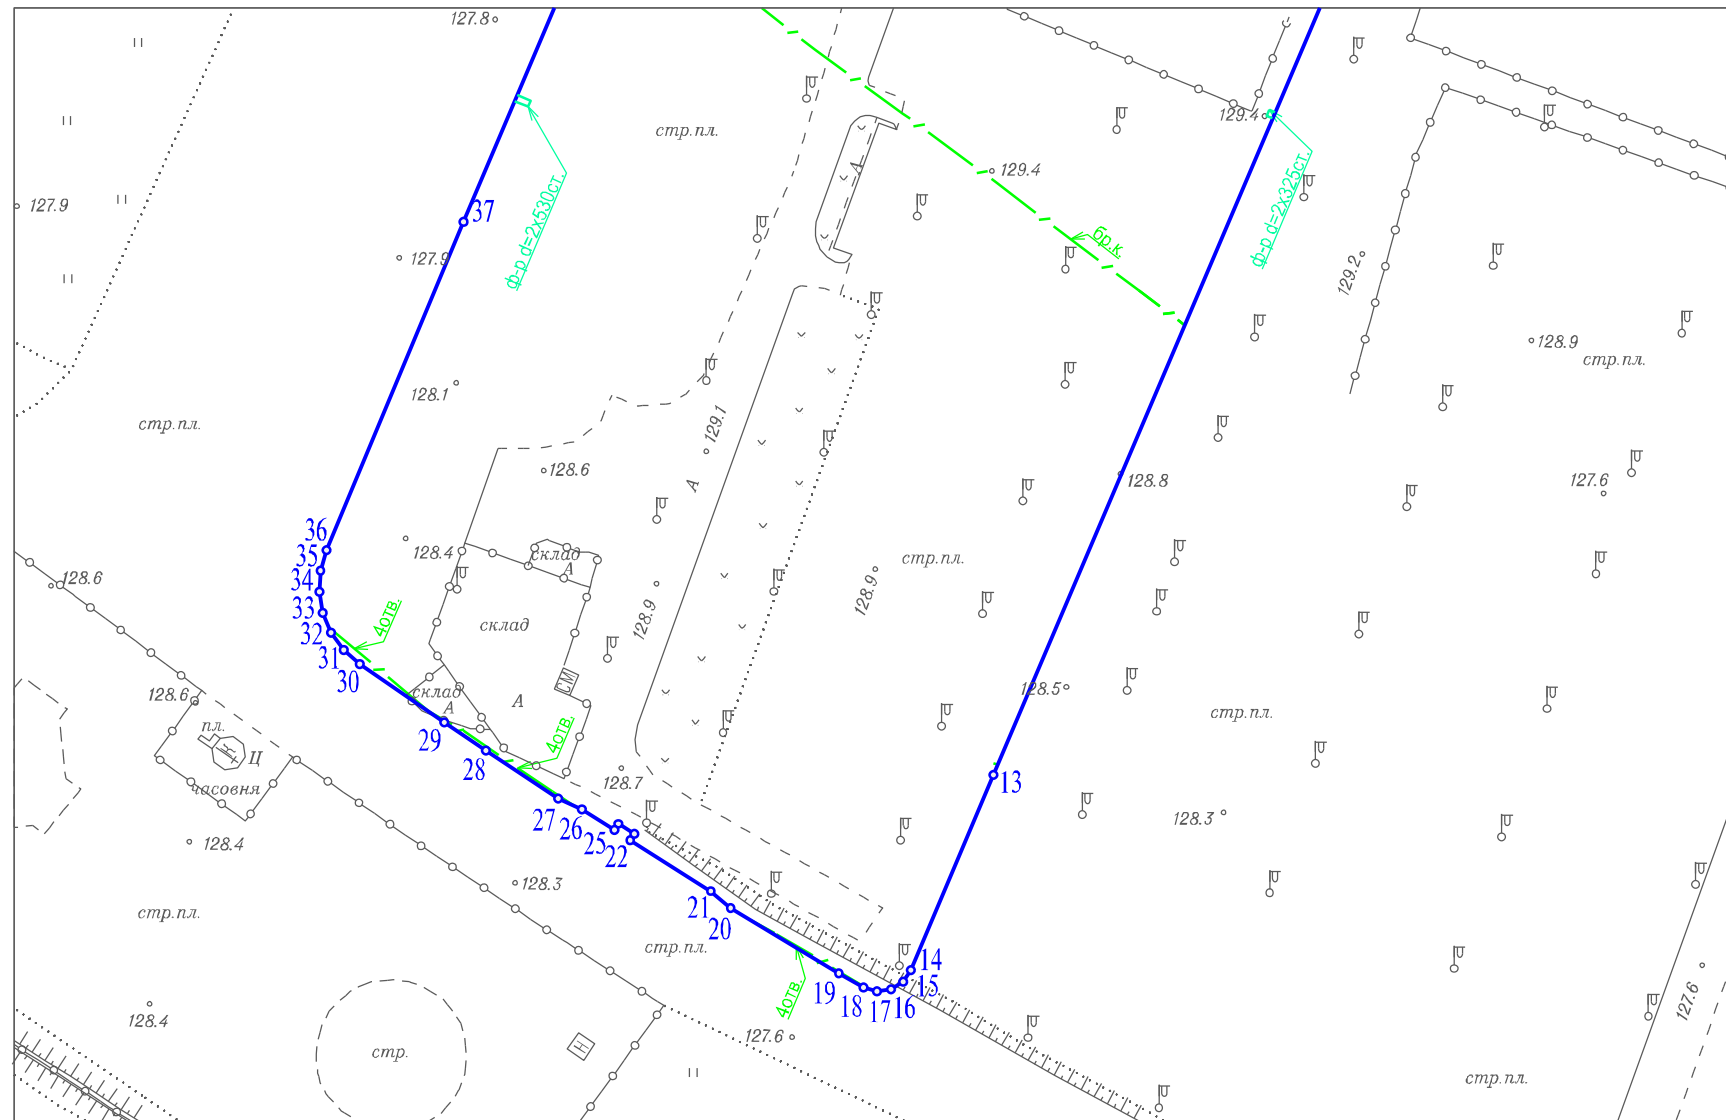 127.8
стр.пл.
129.4
129.4
127.9
37
ф-р d=2х530ст.
ф-р d=2х325ст.
А
бр.к.
127.9
129.2
128.9
стр.пл.
128.1
стр.пл.
129.1
128.6
А
128.8
127.6
36
35
128.4
склад
А
стр.пл.
34
128.6
128.9
128.9
33
4отв.
32
склад
31
30
128.6
склад
СМ
А
А
128.5
стр.пл.
пл.
29
4отв.
Ц
28
128.7
13
часовня
27
26
25
22
128.3
128.4
128.3
21
20
стр.пл.
стр.пл.
14
15
19
18
17
16
4отв.
127.6
128.4
127.6
стр.
Н
стр.пл.